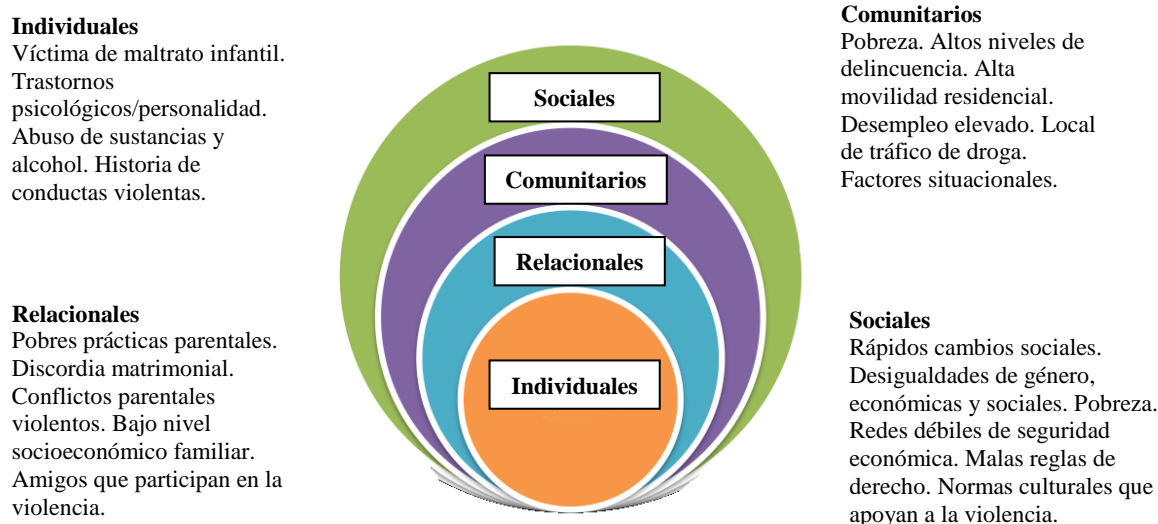 Individuales
Víctima de maltrato infantil.
Trastornos
psicológicos/personalidad.
Abuso de sustancias y
alcohol. Historia de
conductas violentas.
Relacionales
Pobres prácticas parentales.
Discordia matrimonial.
Conflictos parentales
violentos. Bajo nivel
socioeconómico familiar.
Amigos que participan en la
violencia.
Sociales
Comunitarios
Relacionales
Individuales
Comunitarios
Pobreza. Altos niveles de
delincuencia. Alta
movilidad residencial.
Desempleo elevado. Local
de tráfico de droga.
Factores situacionales.
Sociales
Rápidos cambios sociales.
Desigualdades de género,
económicas y sociales. Pobreza.
Redes débiles de seguridad
económica. Malas reglas de
derecho. Normas culturales que
apoyan a la violencia.